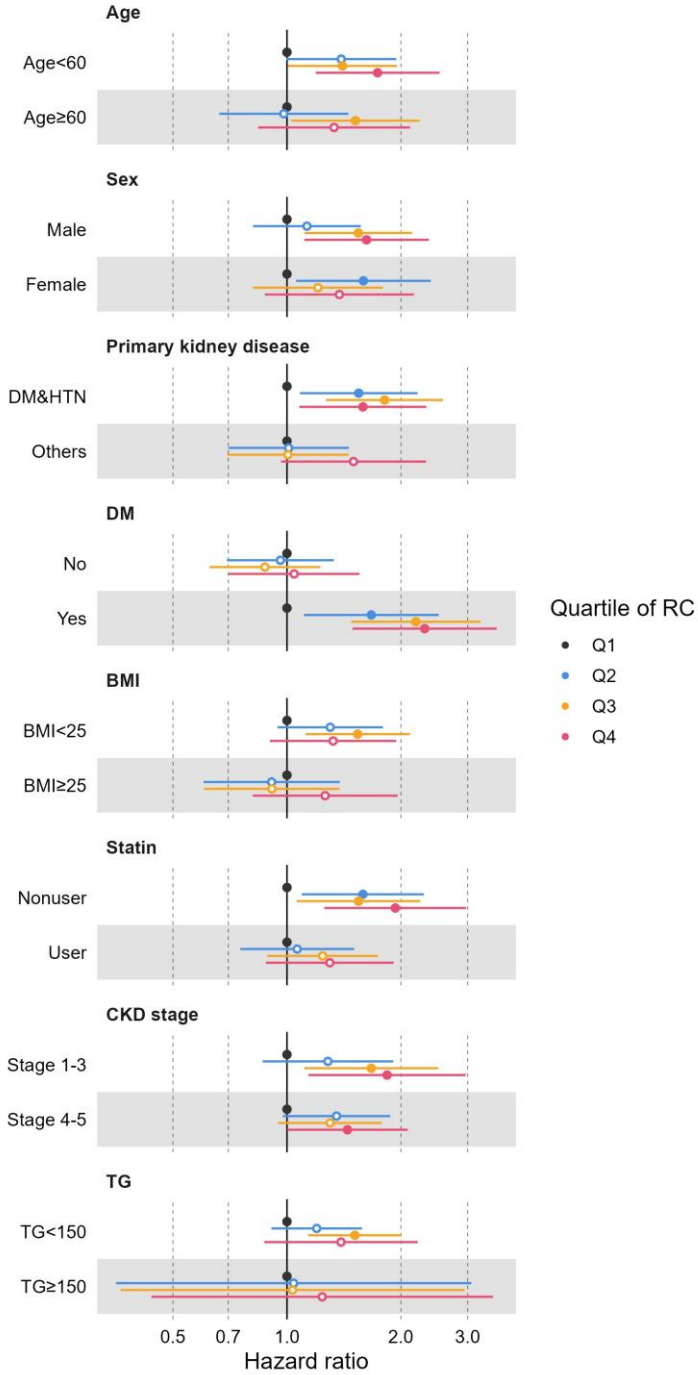 Age
Age<60
Age≥60
Sex
Male
Female
Primary kidney disease
DM&HTN
Others
DM
No
Yes
BMI
BMI<25
BMI≥25
Statin
Nonuser
User
CKD stage
Stage 1-3
Stage 4-5
TG
TG<150
TG≥150
0.5 0.7 1.0 2.0 3.0
Hazard ratio
Quartile of RC
Q1
Q2
Q3
Q4